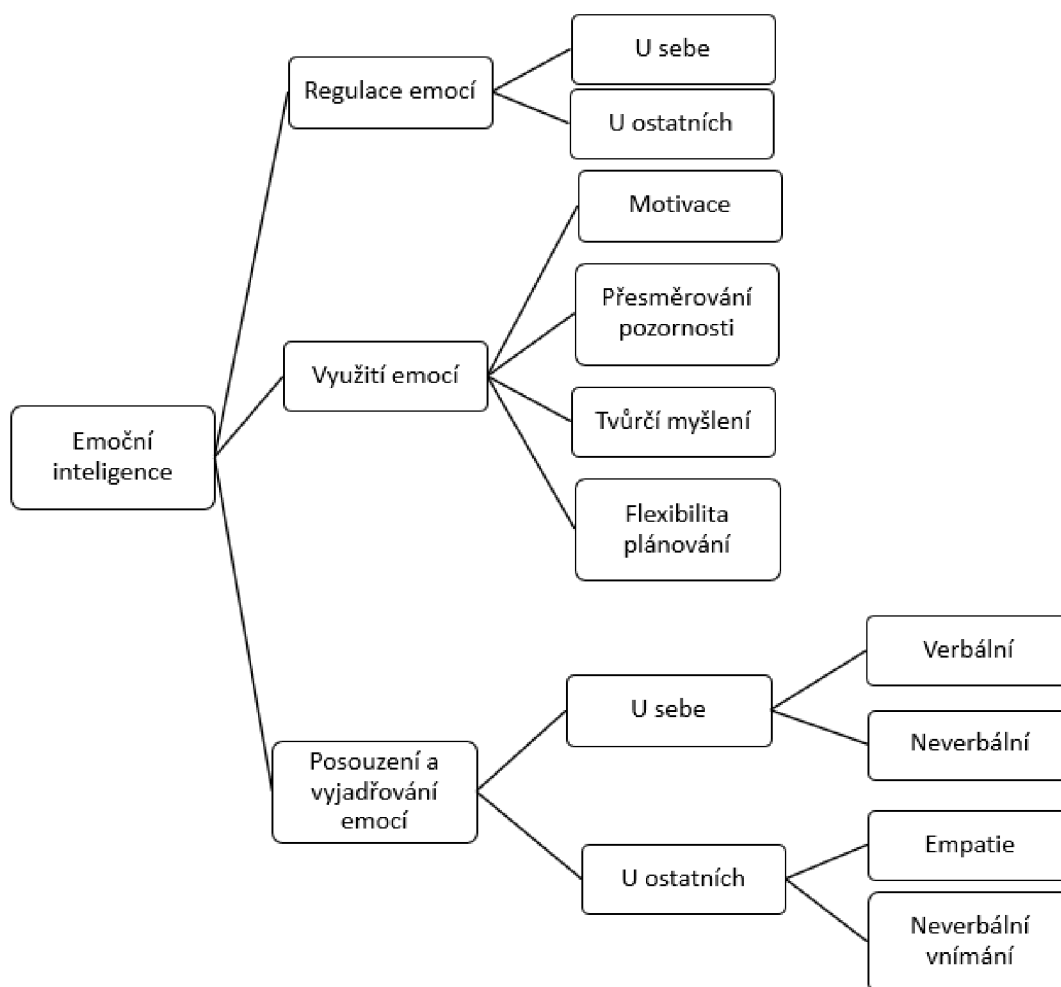 U sebe
Regulace emocí
U ostatních
Motivace
Přesměrování
pozornosti
Využití emocí
Tvůrčí myšlení
Emoční
inteligence
Flexibilita
plánování
Verbální
U sebe
Neverbální
Posouzení a
vyjadřování
emocí
Empatie
U ostatních
Neverbální
vnímání